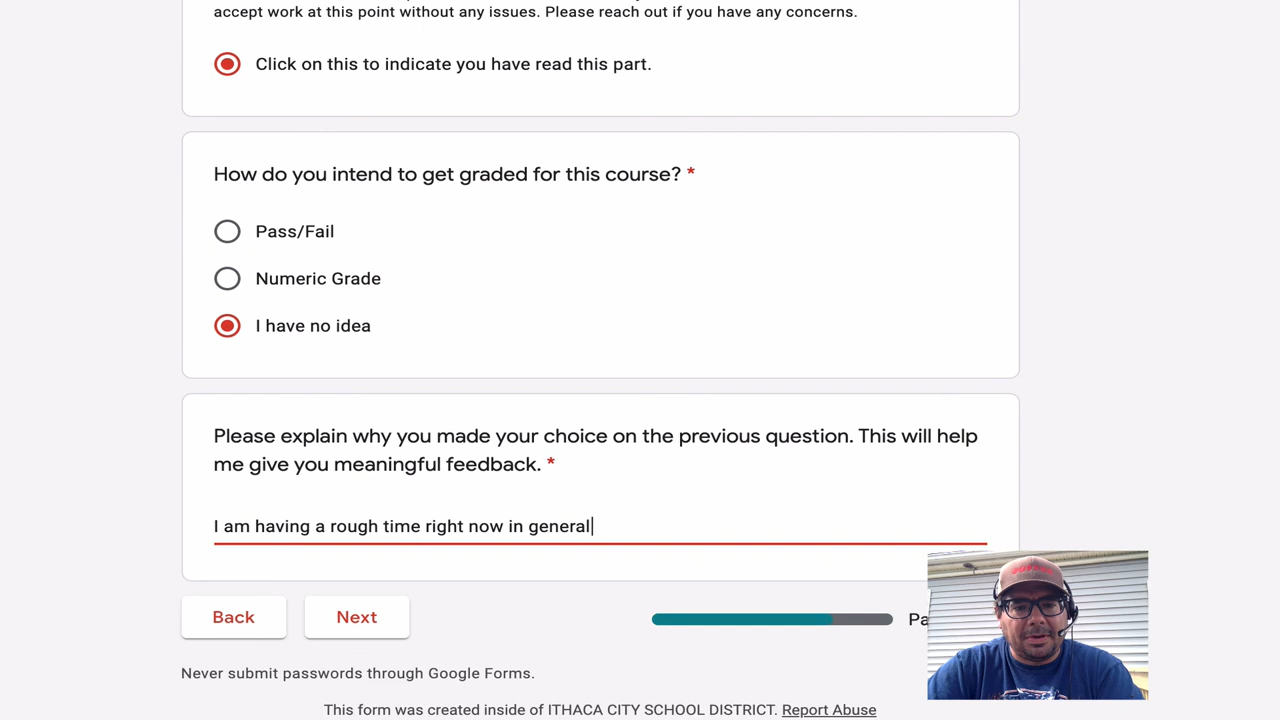 accept work at this point without any issues. Please reach out if you have any concerns.
Click on this to indicate you have read this part.
How do you intend to get graded for this course? *
Pass/Fail
Numeric Grade
I have no idea
Please explain why you made your choice on the previous question. This will help
me give you meaningful feedback. *
I am having a rough time right now in general
Back
Next
Pa
Never submit passwords through Google Forms.
This form was created inside of ITHACA CITY SCHOOL DISTRICT. Report Abuse